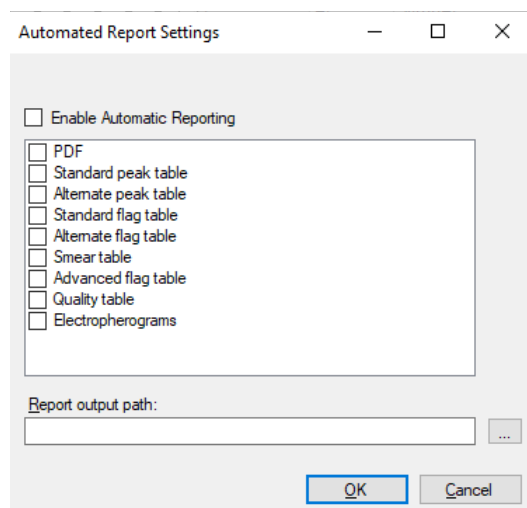 Automated Report Settings
Enable Automatic Reporting
PDF
Standard peak table
Alternate peak table
Standard flag table
Alternate flag table
Smear table
Advanced flag table
Quality table
Electropherograms
Report output path:
...
OK
Cancel